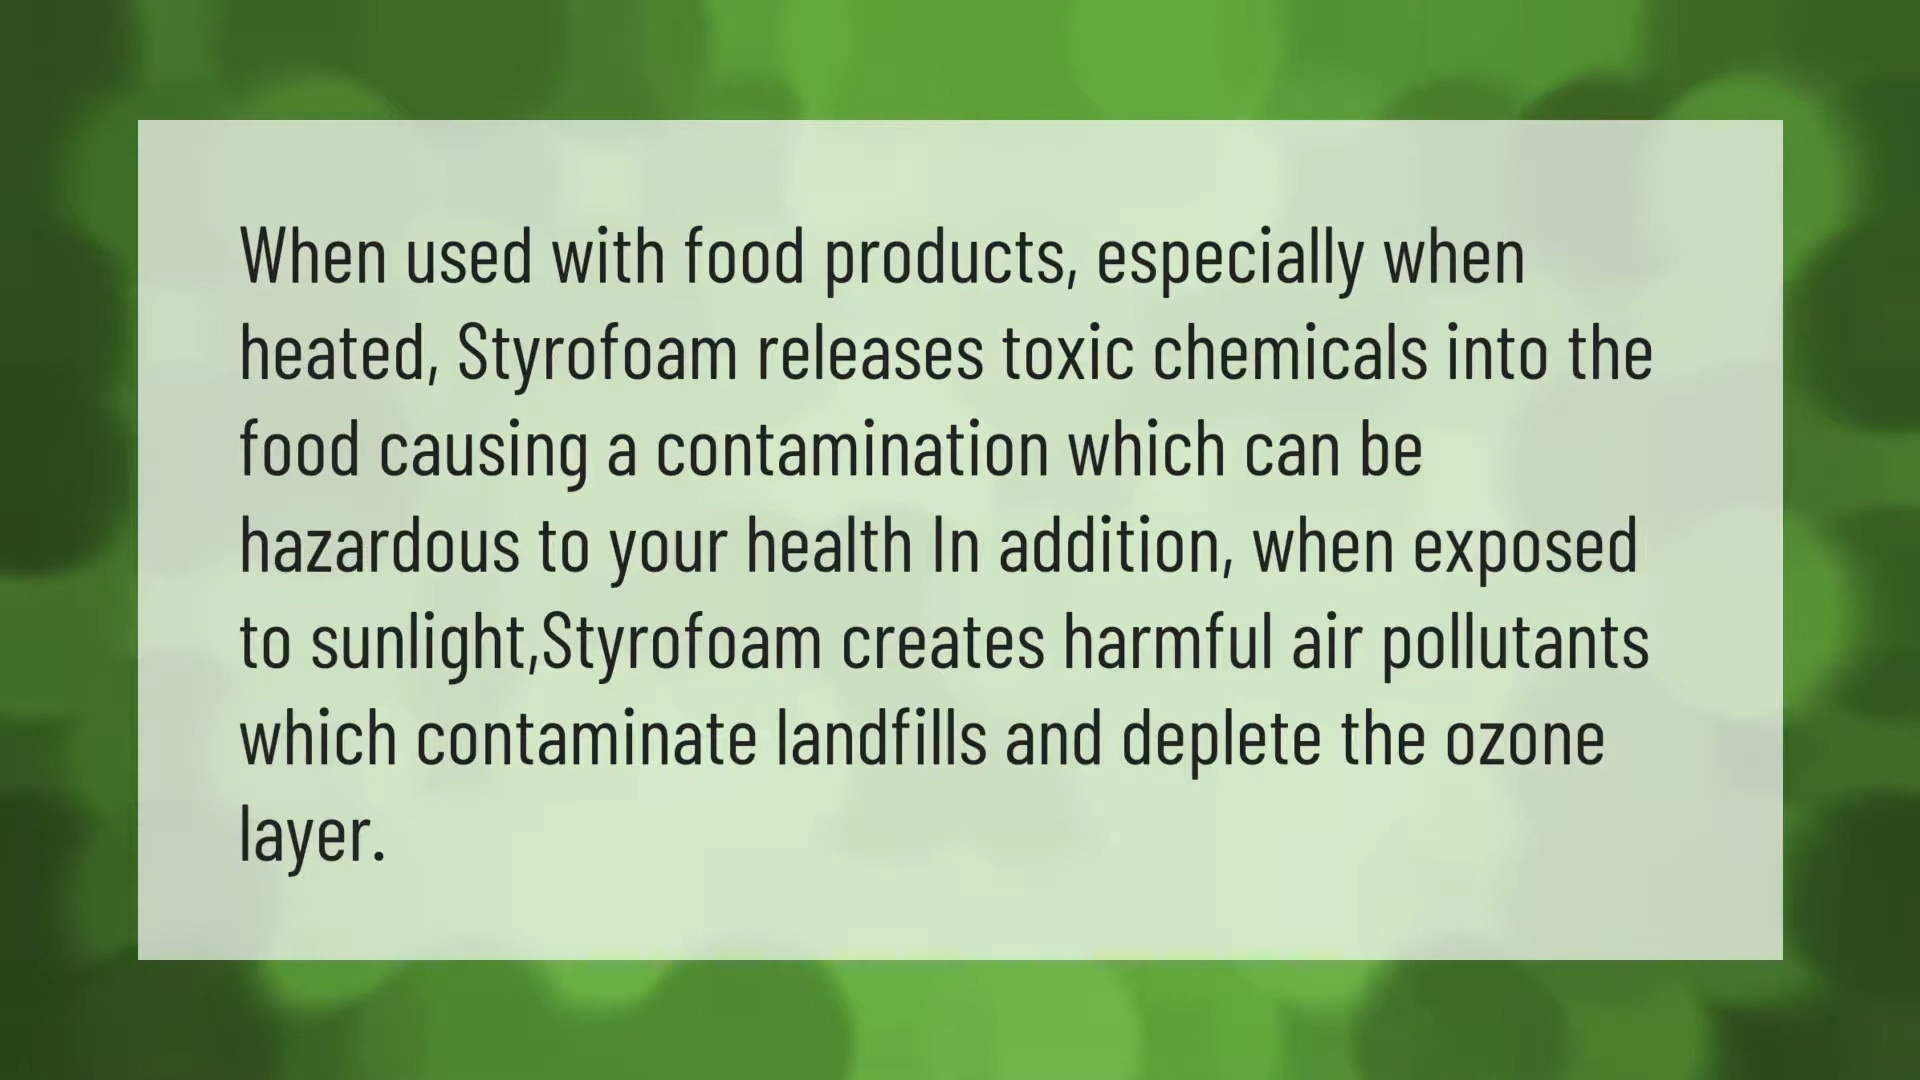 When used with food products, especially when
heated, Styrofoam releases toxic chemicals into the
food causing a contamination which can be
hazardous to your health In addition, when exposed
to sunlight,Styrofoam creates harmful air pollutants
which contaminate landfills and deplete the ozone
layer.